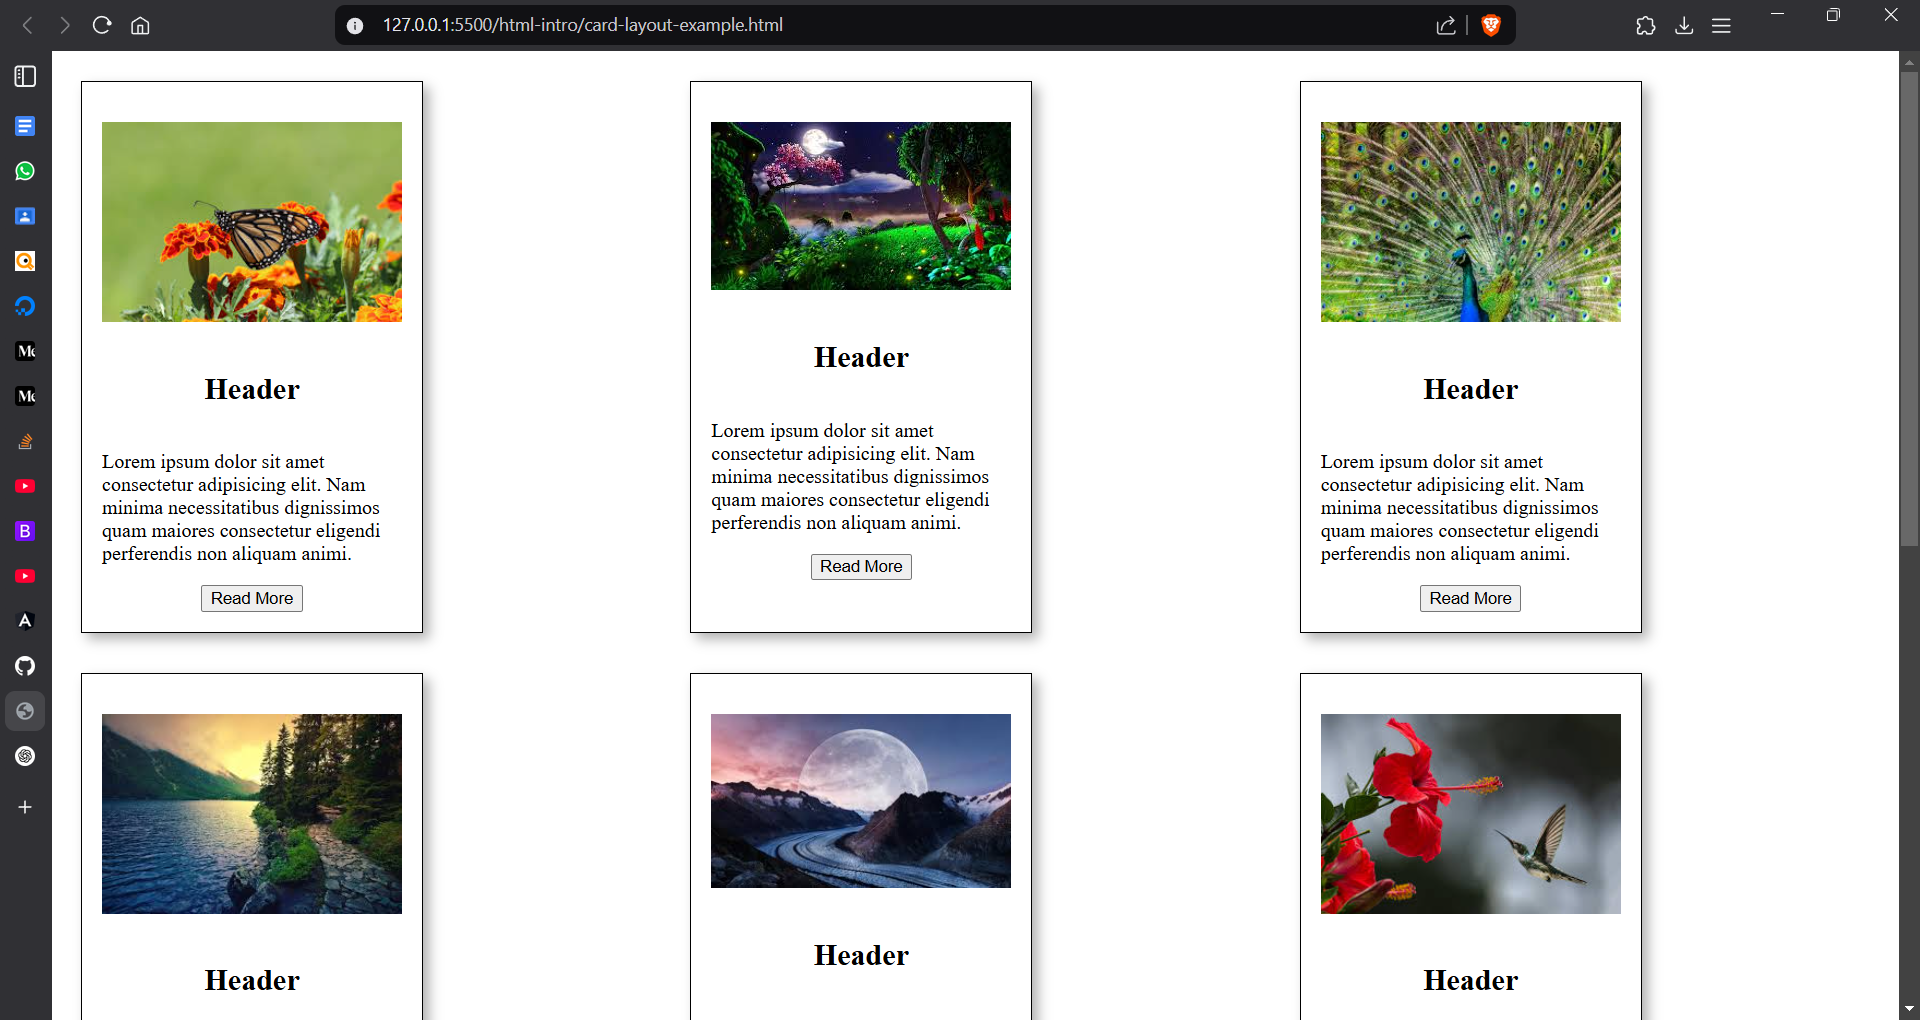 127.0.0.1:5500/html-intro/card-layout-example.html
Header
Lorem ipsum dolor sit amet
consectetur adipisicing elit. Nam
minima necessitatibus dignissimos
quam maiores consectetur eligendi
perferendis non aliquam animi.
Read More
Header
Lorem ipsum dolor sit amet
consectetur adipisicing elit. Nam
minima necessitatibus dignissimos
quam maiores consectetur eligendi
perferendis non aliquam animi.
Read More
Header
Lorem ipsum dolor sit amet
consectetur adipisicing elit. Nam
minima necessitatibus dignissimos
quam maiores consectetur eligendi
perferendis non aliquam animi.
Read More
Header
Header
Header